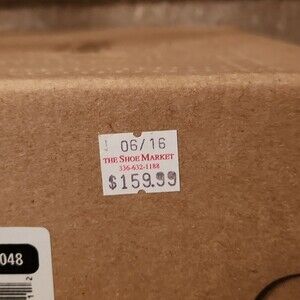 06/16
THE SHOE MARKET
336-632-1188
$159.99
048